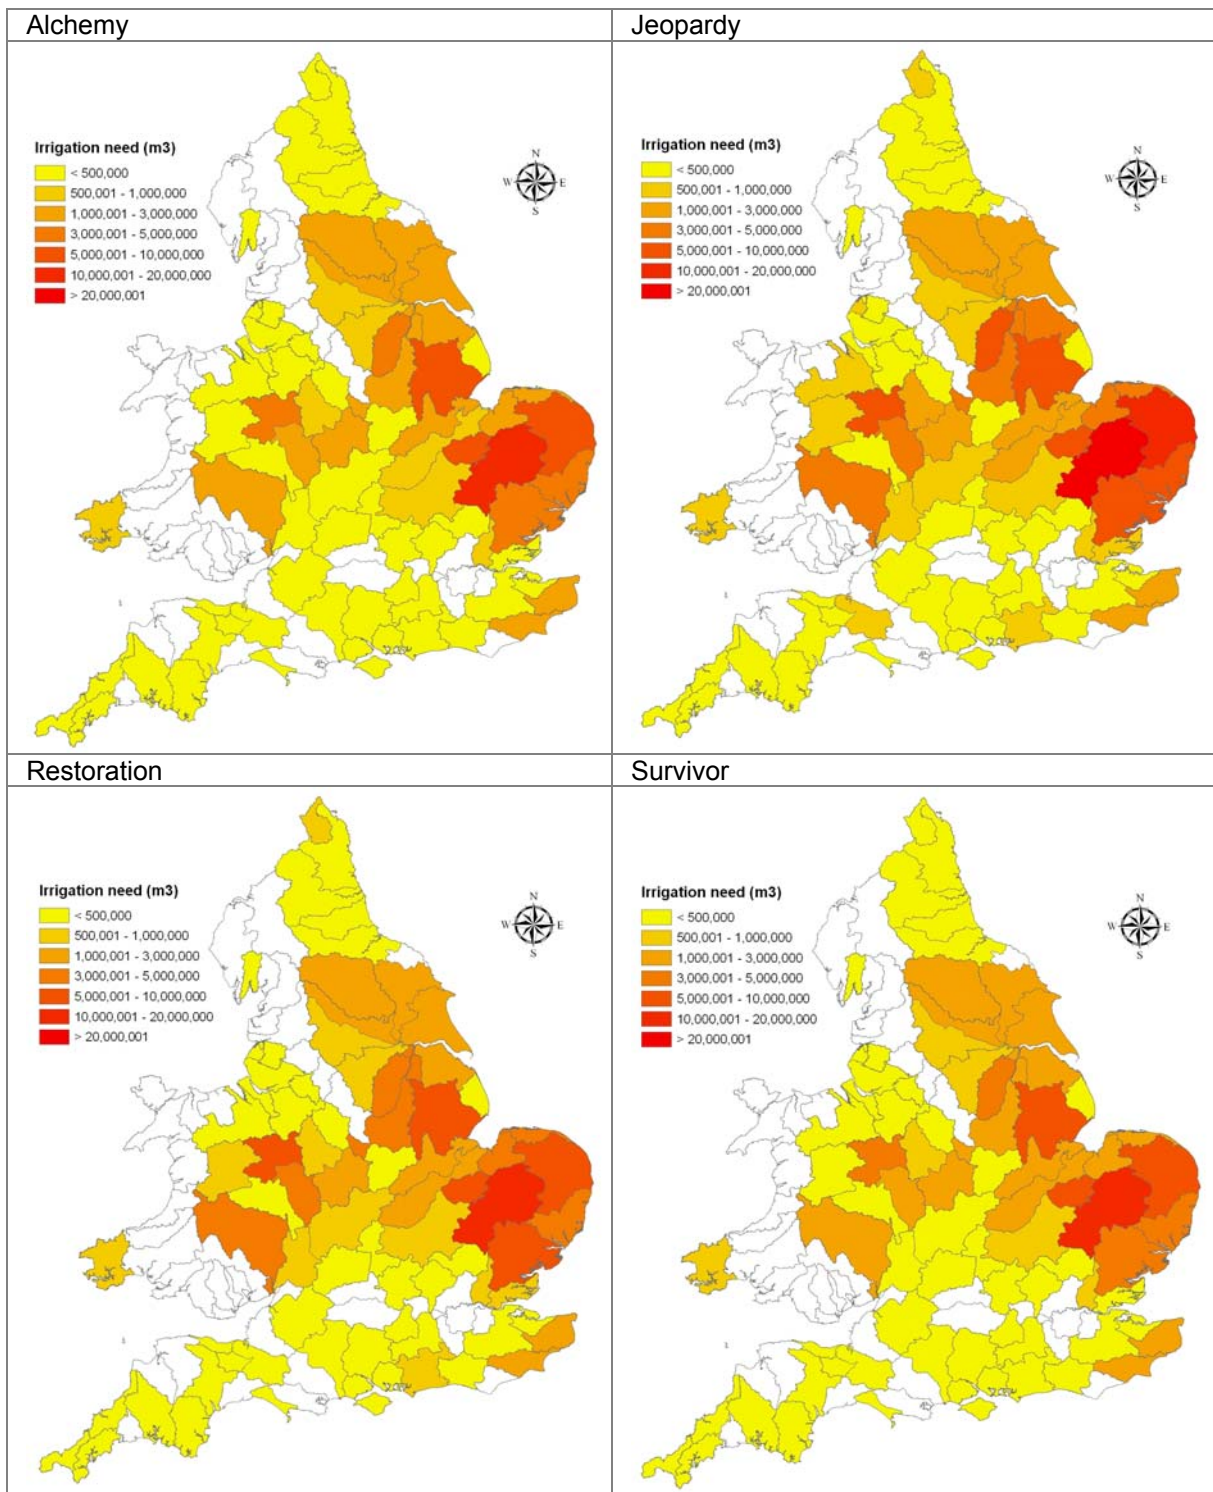 Alchemy
Irrigation need (m3)
< 500,000
500,001 - 1,000,000
1,000,001 - 3,000,000
3,000,001 - 5,000,000
5,000,001 - 10,000,000
10,000,001 - 20,000,000
> 20,000,001
N
W E
S
Jeopardy
Irrigation need (m3)
< 500,000
500,001 - 1,000,000
1,000,001 - 3,000,000
3,000,001 - 5,000,000
5,000,001 - 10,000,000
10,000,001 - 20,000,000
> 20,000,001
N
W E
S
Restoration
Irrigation need (m3)
< 500,000
500,001 - 1,000,000
1,000,001 - 3,000,000
3,000,001 - 5,000,000
5,000,001 - 10,000,000
10,000,001 - 20,000,000
> 20,000,001
N
W E
S
Survivor
Irrigation need (m3)
< 500,000
500,001 - 1,000,000
1,000,001 - 3,000,000
3,000,001 - 5,000,000
5,000,001 - 10,000,000
10,000,001 - 20,000,000
> 20,000,001
N
W E
S